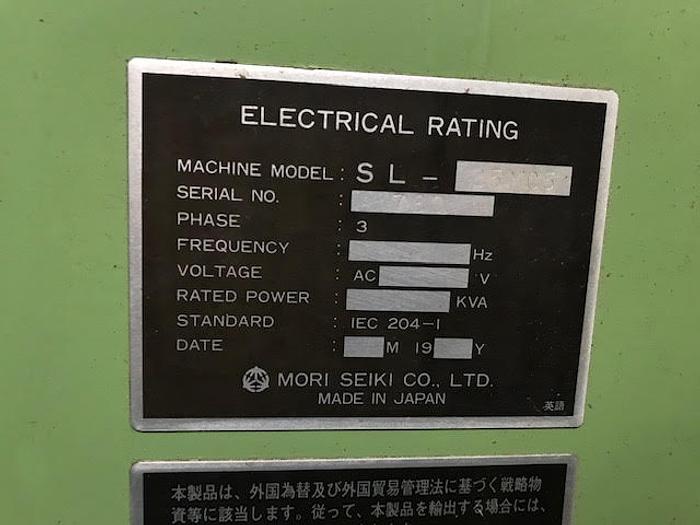 ELECTRICAL RATING
MACHINE MODEL : SL-
SERIAL NO. :
PHASE : 3
FREQUENCY : Hz
VOLTAGE : AC V
RATED POWER : KVA
STANDARD : IEC 204-1
DATE : M 19 Y
MORI SEIKI CO., LTD.
MADE IN JAPAN
英語
本製品は、外国為替及び外国貿易管理法に基づく戦略物
資等に該当します。従って、本製品を輸出する場合には、